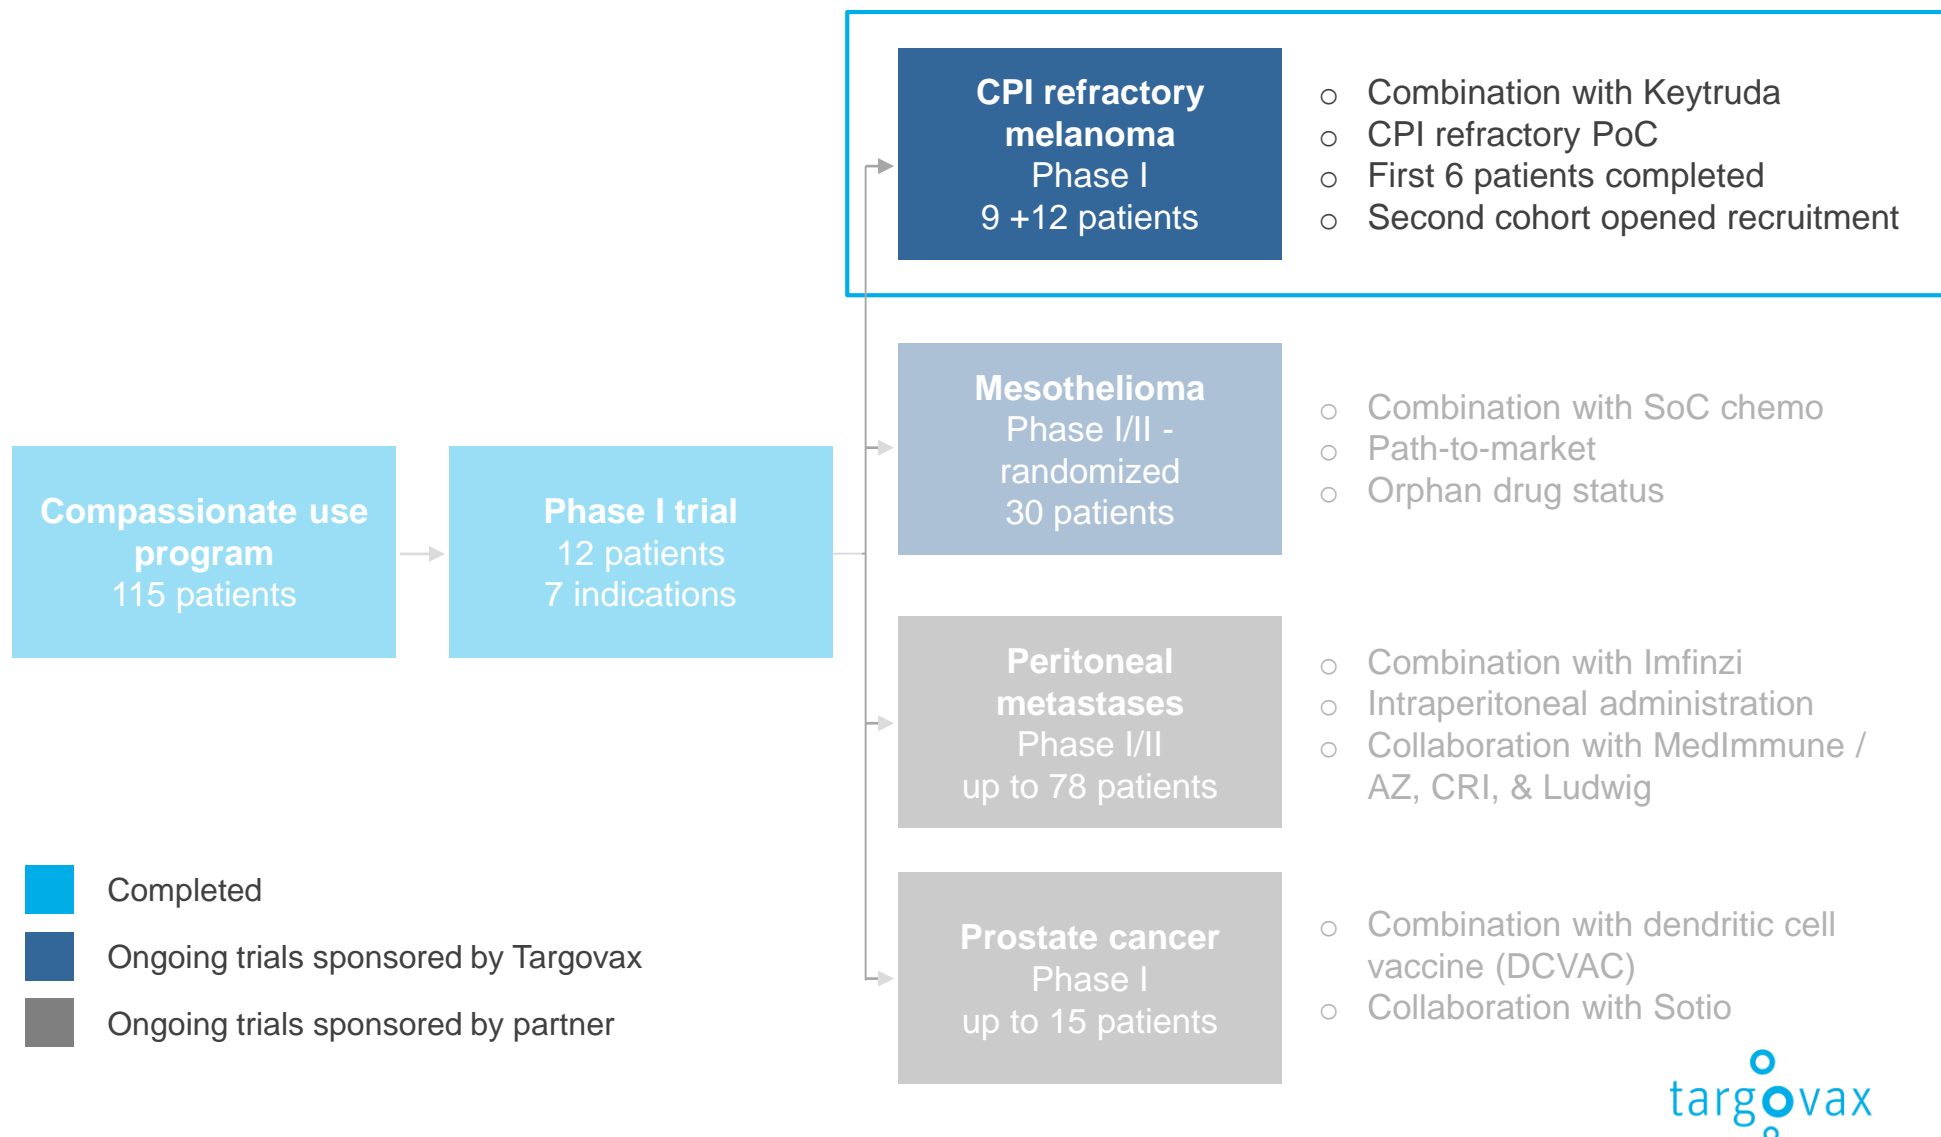 Compassionate use
program
115 patients
Phase I trial
12 patients
7 indications
CPI refractory
melanoma
Phase I
9 +12 patients
○ Combination with Keytruda
○ CPI refractory PoC
○ First 6 patients completed
○ Second cohort opened recruitment
Mesothelioma
Phase I/II -
randomized
30 patients
○ Combination with SoC chemo
○ Path-to-market
○ Orphan drug status
Peritoneal
metastases
Phase I/II
up to 78 patients
○ Combination with Imfinzi
○ Intraperitoneal administration
○ Collaboration with MedImmune /
AZ, CRI, & Ludwig
Prostate cancer
Phase I
up to 15 patients
○ Combination with dendritic cell
vaccine (DCVAC)
○ Collaboration with Sotio
Completed
Ongoing trials sponsored by Targovax
Ongoing trials sponsored by partner
targovax